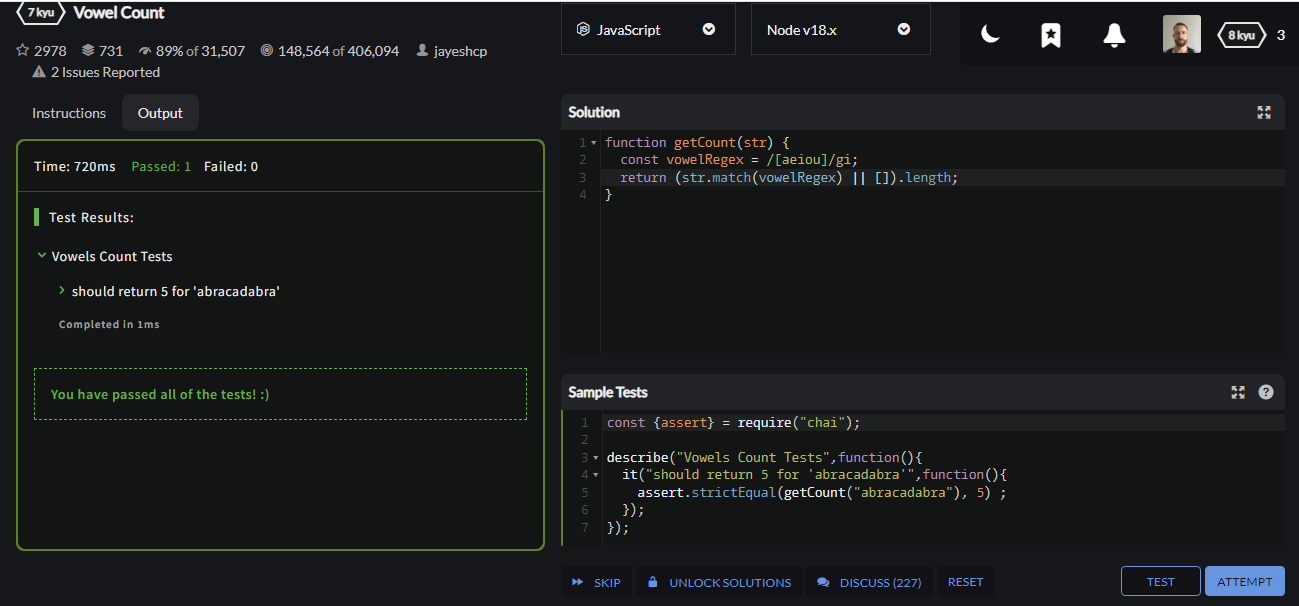 7 kyu Vowel Count
2978 731 89% of 31,507 148,564 of 406,094 jayeshcp
2 Issues Reported
JavaScript
Node v18.x
8 kyu 3
Instructions Output
Time: 720ms Passed: 1 Failed: 0
Test Results:
Vowels Count Tests
should return 5 for 'abracadabra'
Completed in 1ms
You have passed all of the tests! :)
Solution
1 function getCount(str) {
2 const vowelRegex = /[aeiou]/gi;
3 return (str.match(vowelRegex) || []).length;
4 }
Sample Tests
?
1 const {assert} = require("chai");
2
3 describe("Vowels Count Tests",function(){
4 it("should return 5 for 'abracadabra'",function(){
5 assert.strictEqual(getCount("abracadabra"), 5) ;
6 });
7 });
SKIP UNLOCK SOLUTIONS DISCUSS (227) RESET TEST ATTEMPT